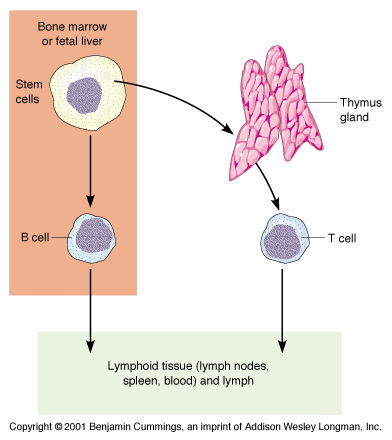 Bone marrow
or fetal liver
Stem
cells
Thymus
gland
B cell
T cell
Lymphoid tissue (lymph nodes,
spleen, blood) and lymph
Copyright © 2001 Benjamin Cummings, an imprint of Addison Wesley Longman, Inc.